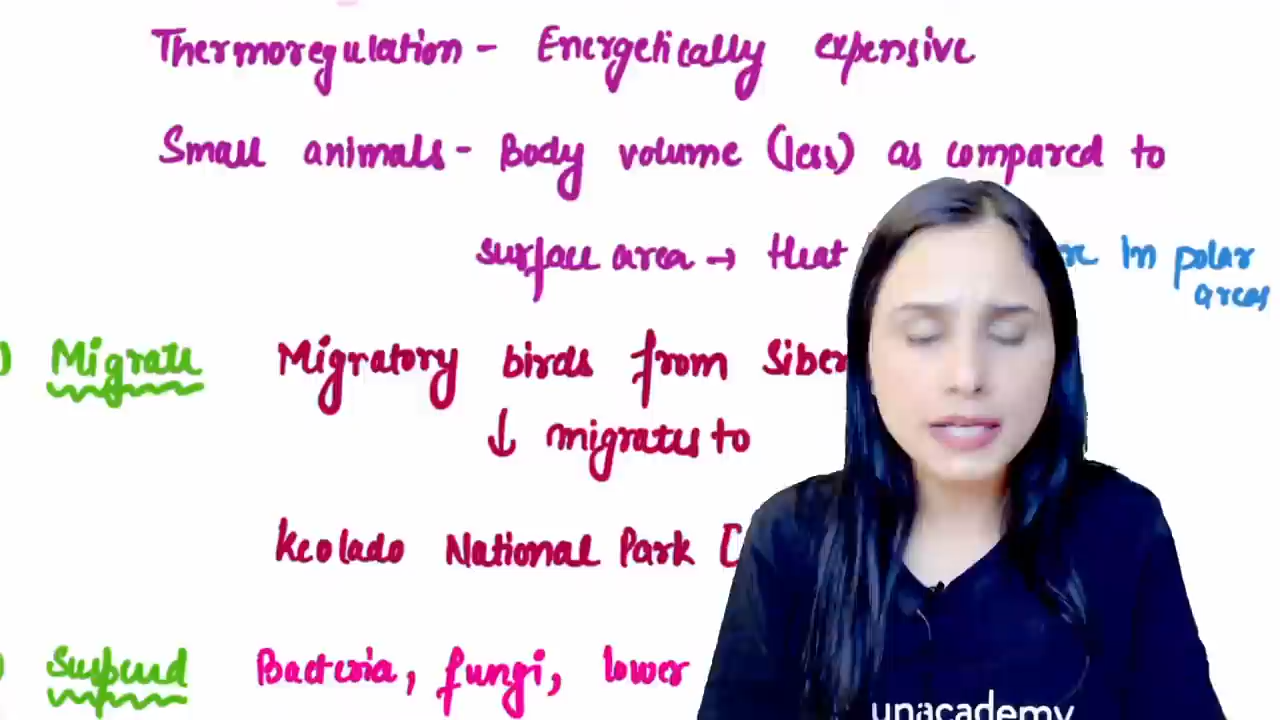 Thermoregulation - Energetically expensive
Small animals - Body volume (less) as compared to
surface area → Heat
In polar
areas
Migrate Migratory birds from Siber
↓ migrates to
Keolado National Park [
Suspend Bacteria, fungi, lower
unacademy